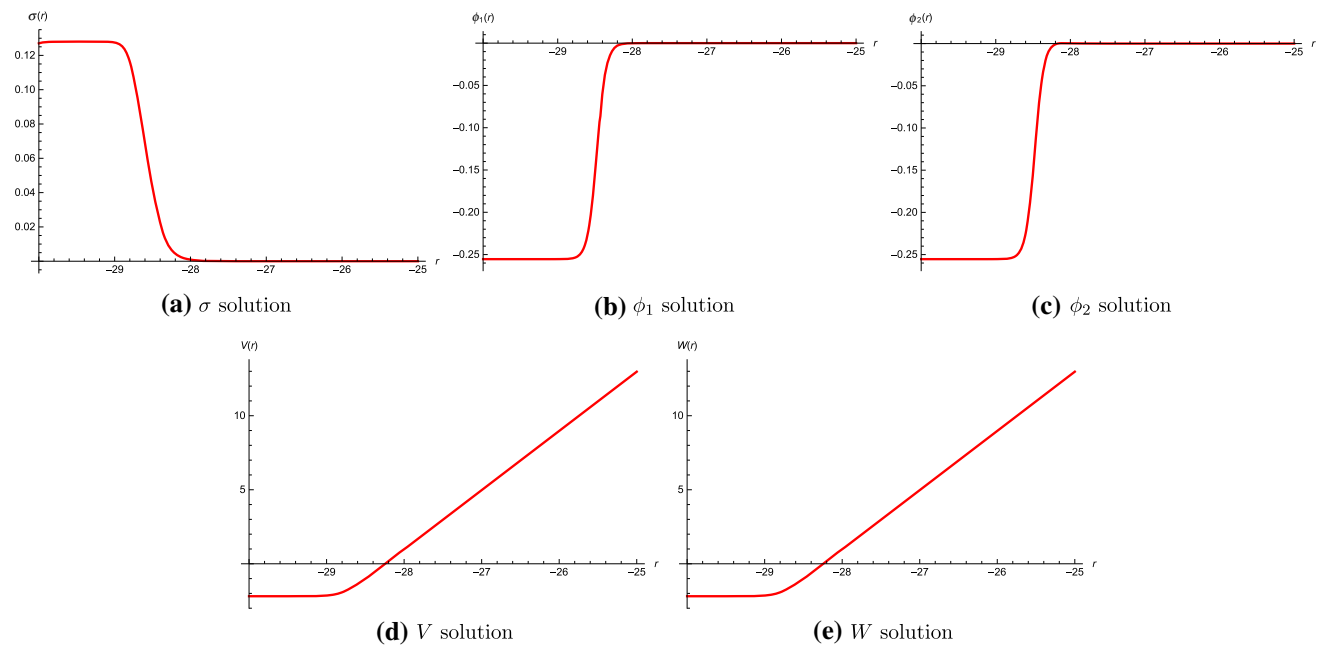 σ(r)
0.12
0.10
0.08
0.06
0.04
0.02
-29 -28 -27 -26 -25 r
(a) σ solution
ϕ₁(r)
-29 -28 -27 -26 -25 r
-0.05
-0.10
-0.15
-0.20
-0.25
(b) ϕ₁ solution
ϕ₂(r)
-29 -28 -27 -26 -25 r
-0.05
-0.10
-0.15
-0.20
-0.25
(c) ϕ₂ solution
V(r)
10
5
-29 -28 -27 -26 -25 r
(d) V solution
W(r)
10
5
-29 -28 -27 -26 -25 r
(e) W solution